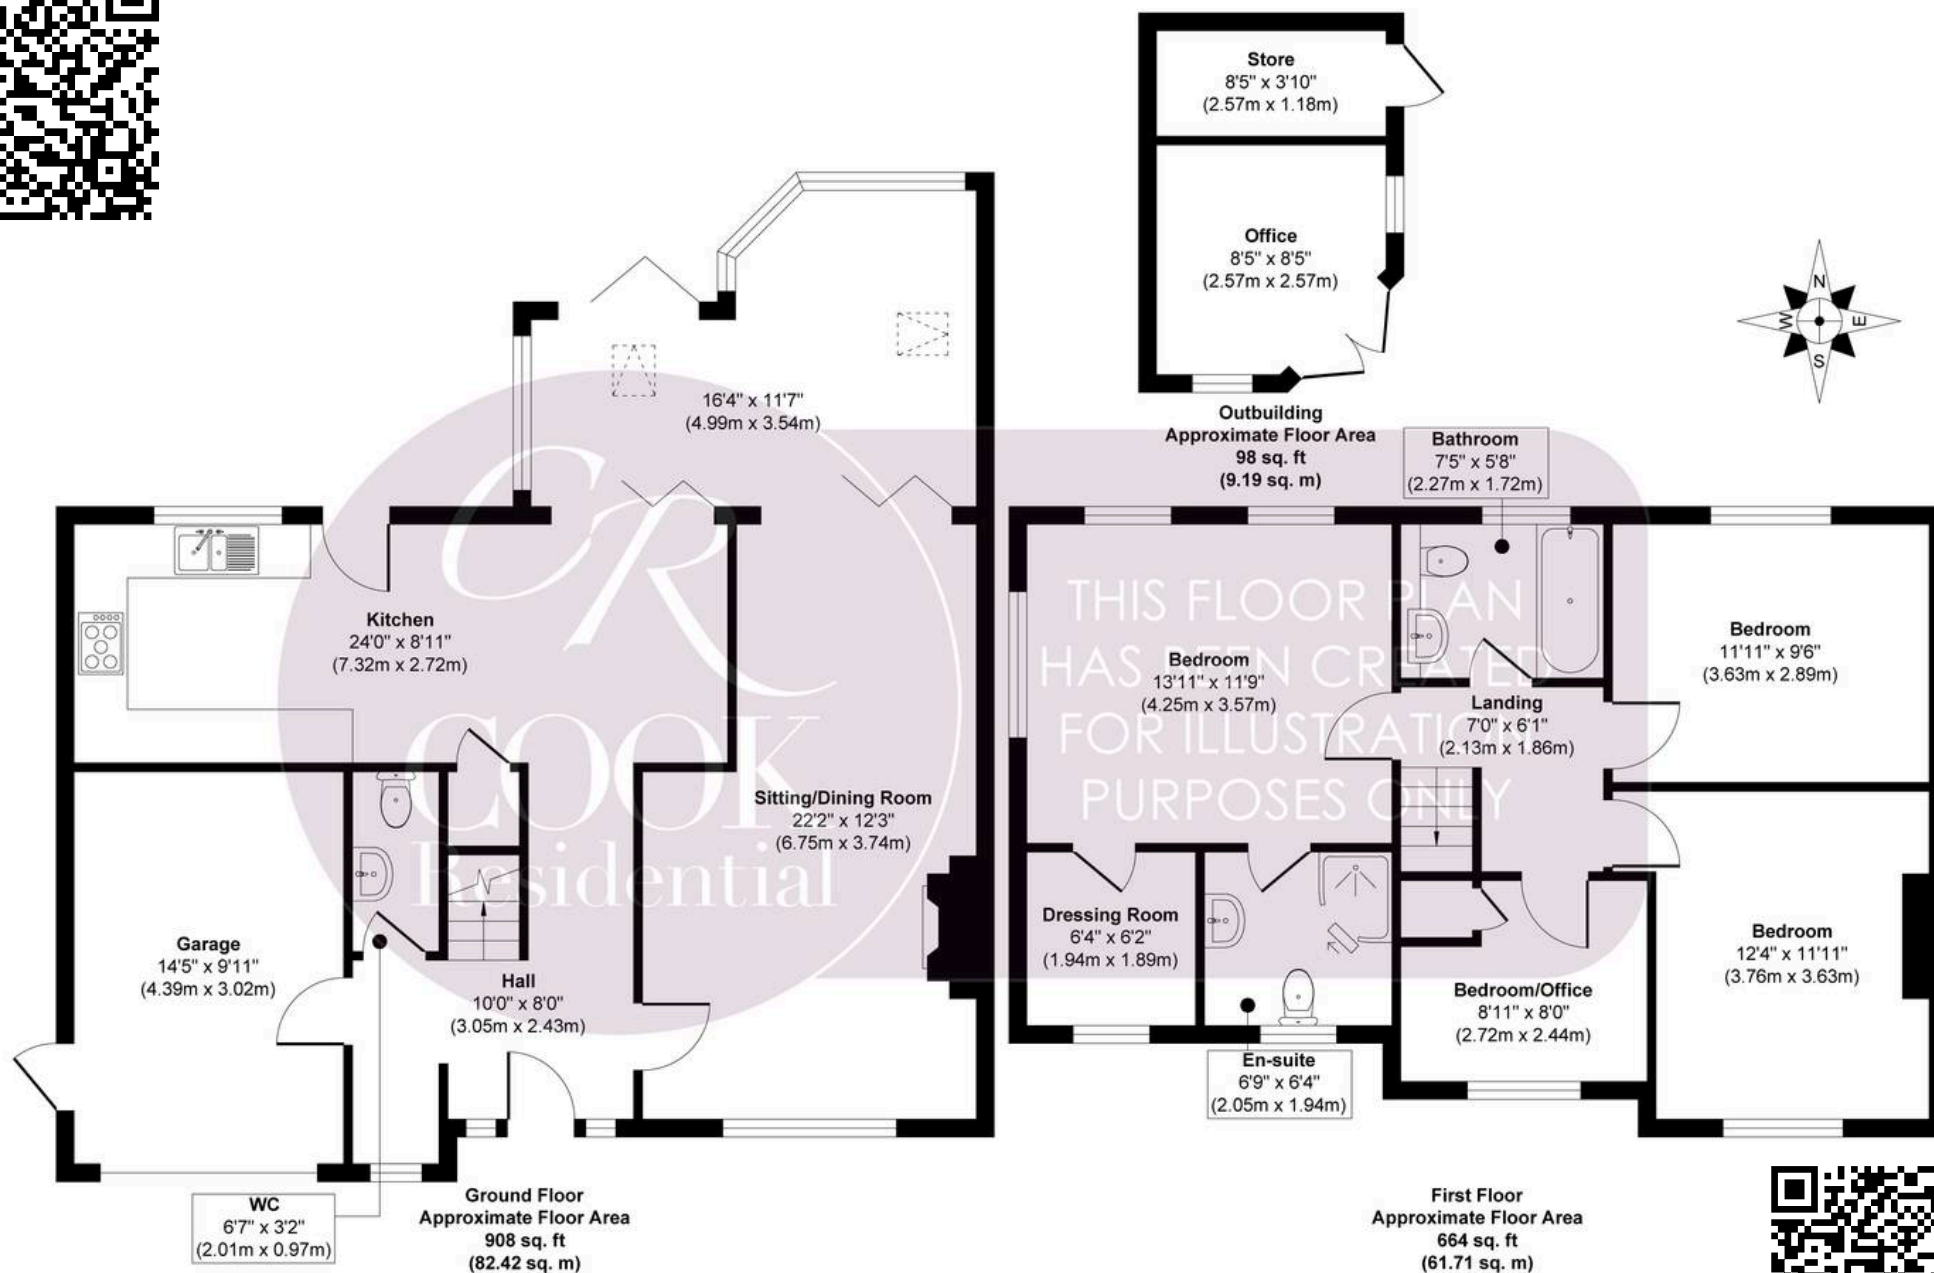 Store
8'5" x 3'10"
(2.57m x 1.18m)
Office
8'5" x 8'5"
(2.57m x 2.57m)
N
W E
S
16'4" x 11'7"
(4.99m x 3.54m)
Outbuilding
Approximate Floor Area
98 sq. ft
(9.19 sq. m)
Bathroom
7'5" x 5'8"
(2.27m x 1.72m)
Kitchen
24'0" x 8'11"
(7.32m x 2.72m)
CR
COOK
Residential
THIS FLOOR PLAN
HAS BEEN CREATED
FOR ILLUSTRATION
PURPOSES ONLY
Bedroom
13'11" x 11'9"
(4.25m x 3.57m)
Bedroom
11'11" x 9'6"
(3.63m x 2.89m)
Landing
7'0" x 6'1"
(2.13m x 1.86m)
Sitting/Dining Room
22'2" x 12'3"
(6.75m x 3.74m)
Garage
14'5" x 9'11"
(4.39m x 3.02m)
Hall
10'0" x 8'0"
(3.05m x 2.43m)
Dressing Room
6'4" x 6'2"
(1.94m x 1.89m)
Bedroom
12'4" x 11'11"
(3.76m x 3.63m)
Bedroom/Office
8'11" x 8'0"
(2.72m x 2.44m)
En-suite
6'9" x 6'4"
(2.05m x 1.94m)
WC
6'7" x 3'2"
(2.01m x 0.97m)
Ground Floor
Approximate Floor Area
908 sq. ft
(82.42 sq. m)
First Floor
Approximate Floor Area
664 sq. ft
(61.71 sq. m)